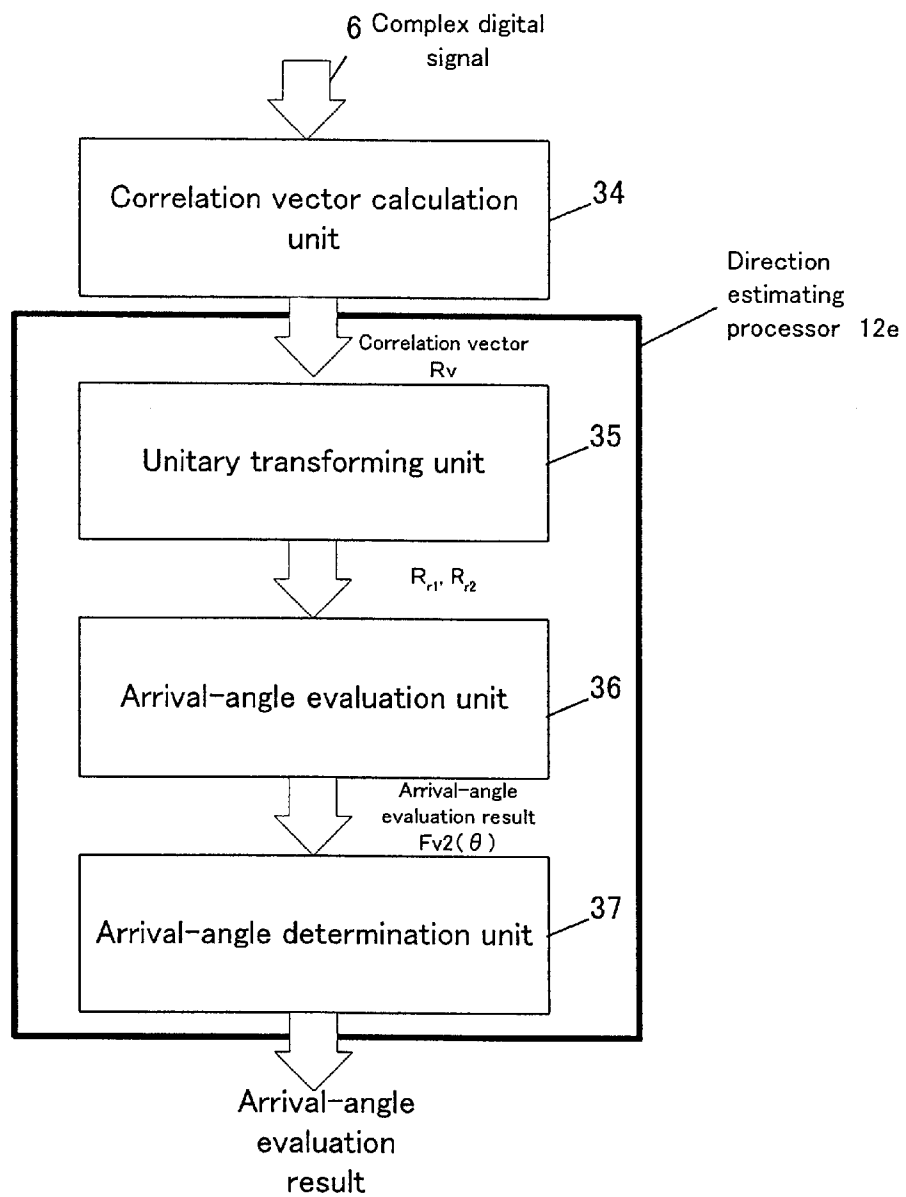 6 Complex digital
signal
Correlation vector calculation
unit
34
Direction
estimating
processor 12e
Correlation vector
Rv
Unitary transforming unit
35
Rr1, Rr2
Arrival-angle evaluation unit
36
Arrival-angle
evaluation result
Fv2(θ)
Arrival-angle determination unit
37
Arrival-angle
evaluation
result